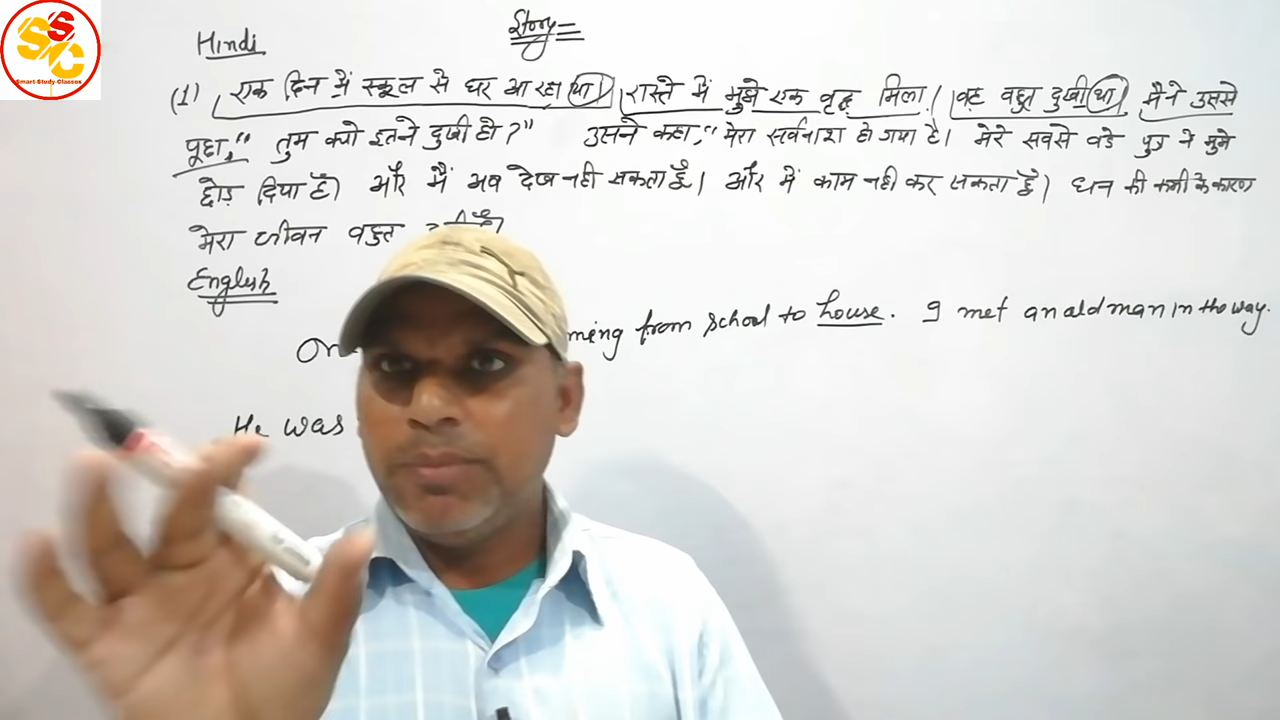 SSC
Smart Study Classes
Story=
Hindi
(1) एक दिन में स्कूल से घर आ रहा था। रास्ते में मुझे एक वृद्ध मिला। वह बहुत दुखी था। मैंने उससे
पूछा, " तुम क्यो इतने दुखी हो ?" उसने कहा, " मेरा सर्वनाश हो गया है। मेरे सबसे बडे पुत्र ने मुझे
छोड़ दिया है। और मैं अब देख नही सकता हूँ। और में काम नही कर सकता हूँ। धन की कमी के कारण
मेरा जीवन बहुत
English
On ming from school to house. I met an old man in the way.
He was